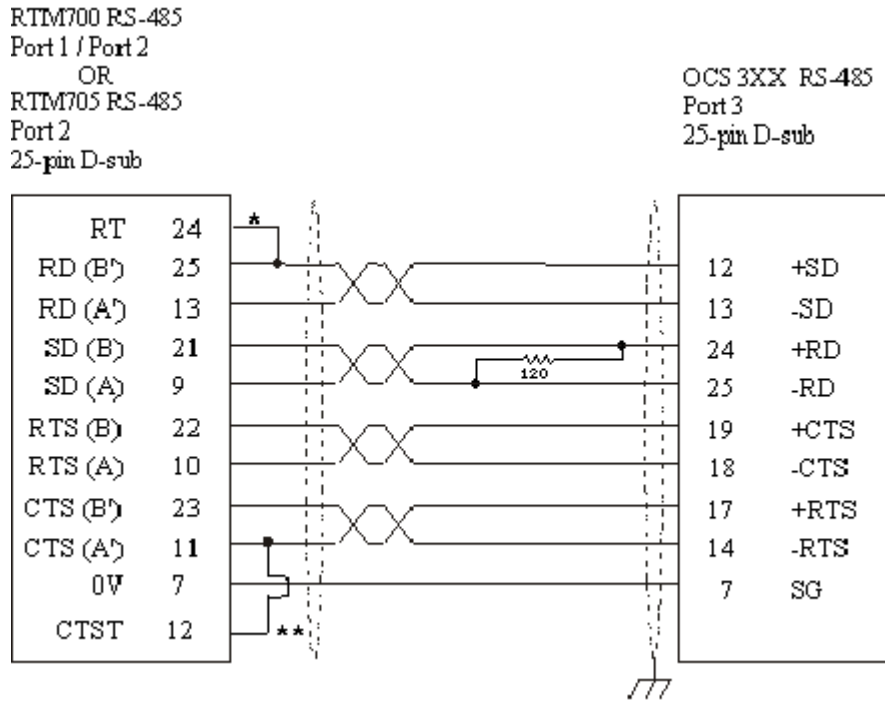 RTM700 RS-485
Port 1 / Port 2
OR
RTM705 RS-485
Port 2
25-pin D-sub
OCS 3XX RS-485
Port 3
25-pin D-sub
RT 24 *
RD (B') 25 12 +SD
RD (A') 13 13 -SD
SD (B) 21 24 +RD
120
SD (A) 9 25 -RD
RTS (B) 22 19 +CTS
RTS (A) 10 18 -CTS
CTS (B') 23 17 +RTS
CTS (A') 11 14 -RTS
0V 7 7 SG
CTST 12 **